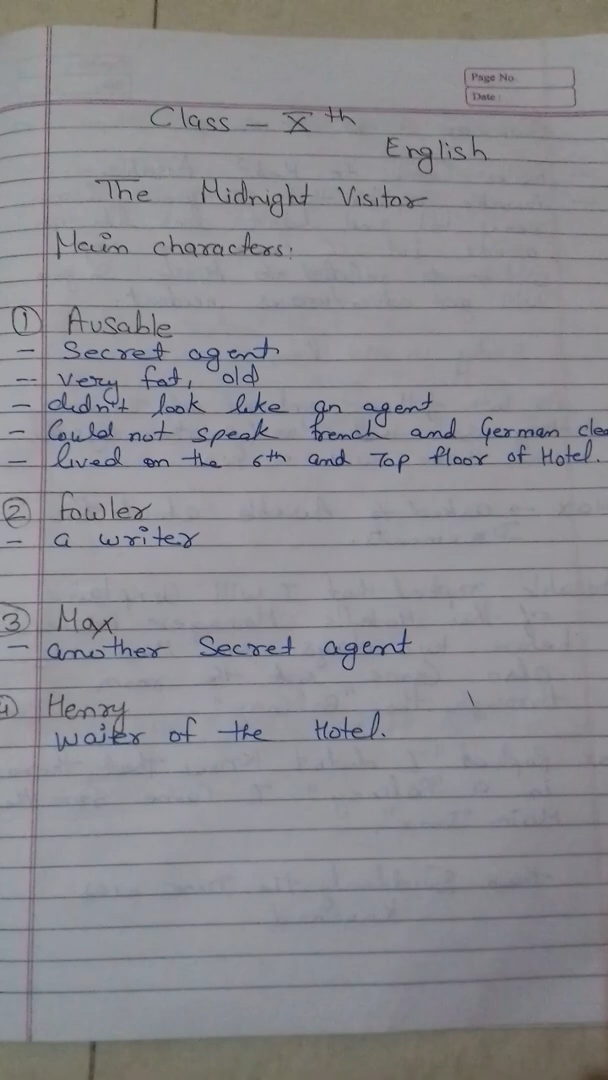 Page No
Date :
Class - Xth
English
The Midnight Visitor
Main characters:
① Ausable
- Secret agent
- very fat, old
- didn't look like an agent
- Could not speak french and German clea
- lived on the 6th and Top floor of Hotel.
② fowler
- a writer
③ Max
- another Secret agent
④ Henry
waiter of the Hotel.